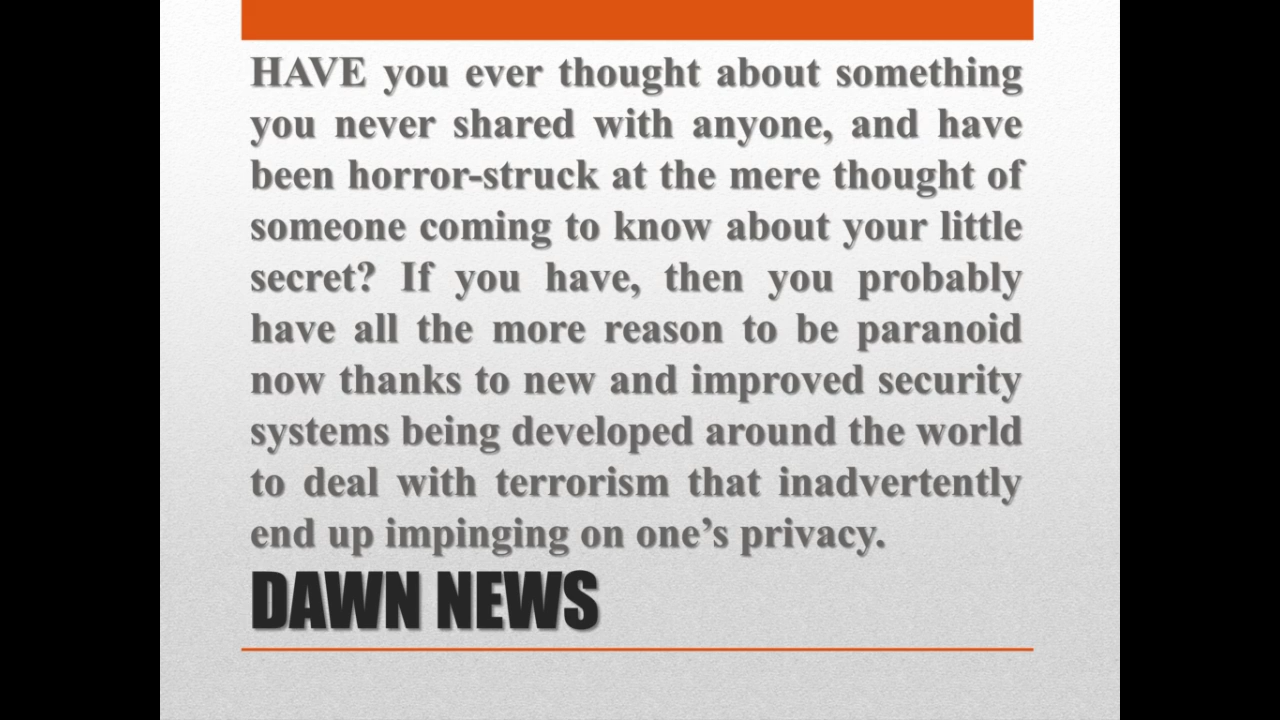 HAVE you ever thought about something
you never shared with anyone, and have
been horror-struck at the mere thought of
someone coming to know about your little
secret? If you have, then you probably
have all the more reason to be paranoid
now thanks to new and improved security
systems being developed around the world
to deal with terrorism that inadvertently
end up impinging on one’s privacy.
DAWN NEWS